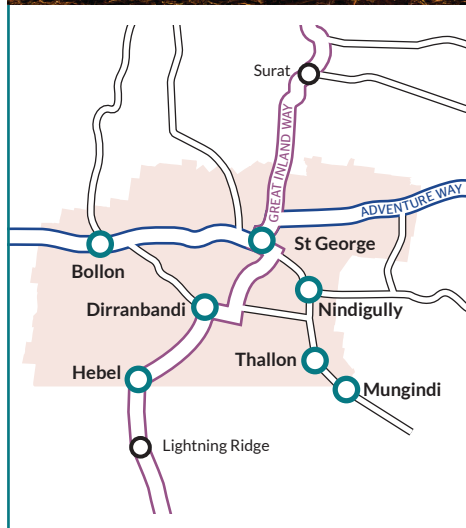 Surat
GREAT INLAND WAY
ADVENTURE WAY
St George
Bollon
Nindigully
Dirranbandi
Thallon
Hebel
Mungindi
Lightning Ridge